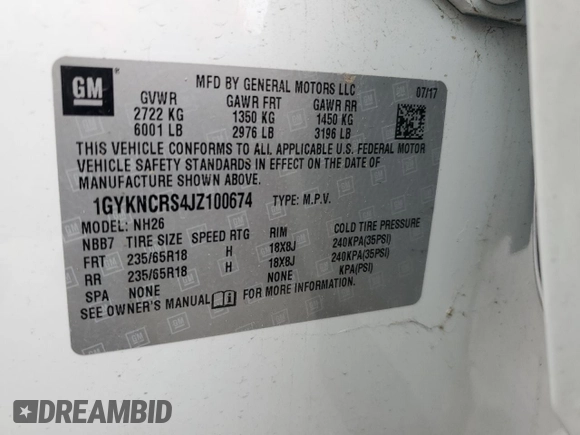 GM
MFD BY GENERAL MOTORS LLC 07/17
GVWR GAWR FRT GAWR RR
2722 KG 1350 KG 1450 KG
6001 LB 2976 LB 3196 LB
THIS VEHICLE CONFORMS TO ALL APPLICABLE U.S. FEDERAL MOTOR
VEHICLE SAFETY STANDARDS IN EFFECT ON THE DATE OF
MANUFACTURE SHOWN ABOVE.
1GYKNCRS4JZ100674 TYPE: M.P.V.
MODEL: NH26
NBB7 TIRE SIZE SPEED RTG RIM COLD TIRE PRESSURE
FRT 235/65R18 H 18X8J 240KPA(35PSI)
RR 235/65R18 H 18X8J 240KPA(35PSI)
SPA NONE NONE KPA(PSI)
SEE OWNER'S MANUAL FOR MORE INFORMATION.
DREAMBID